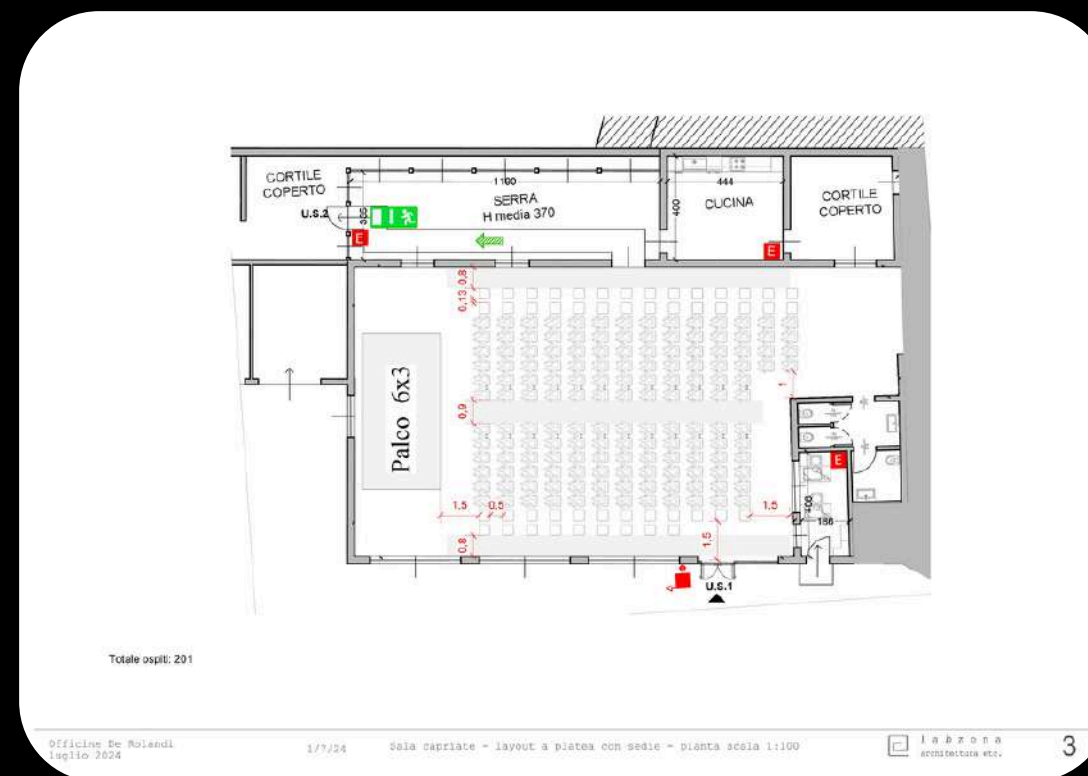 CORTILE
COPERTO
1190
SERRA
H media 370
U.S.2
385
E
444
400
CUCINA
E
CORTILE
COPERTO
0,8
0,13
Palco 6x3
0,9
1
E
1,5
0,5
1,5
400
186
0,8
1,5
U.S.1
Totale ospiti: 201
Officine De Rolandi
luglio 2024
1/7/24
Sala capriate - layout a platea con sedie - pianta scala 1:100
labzona
architettura etc.
3